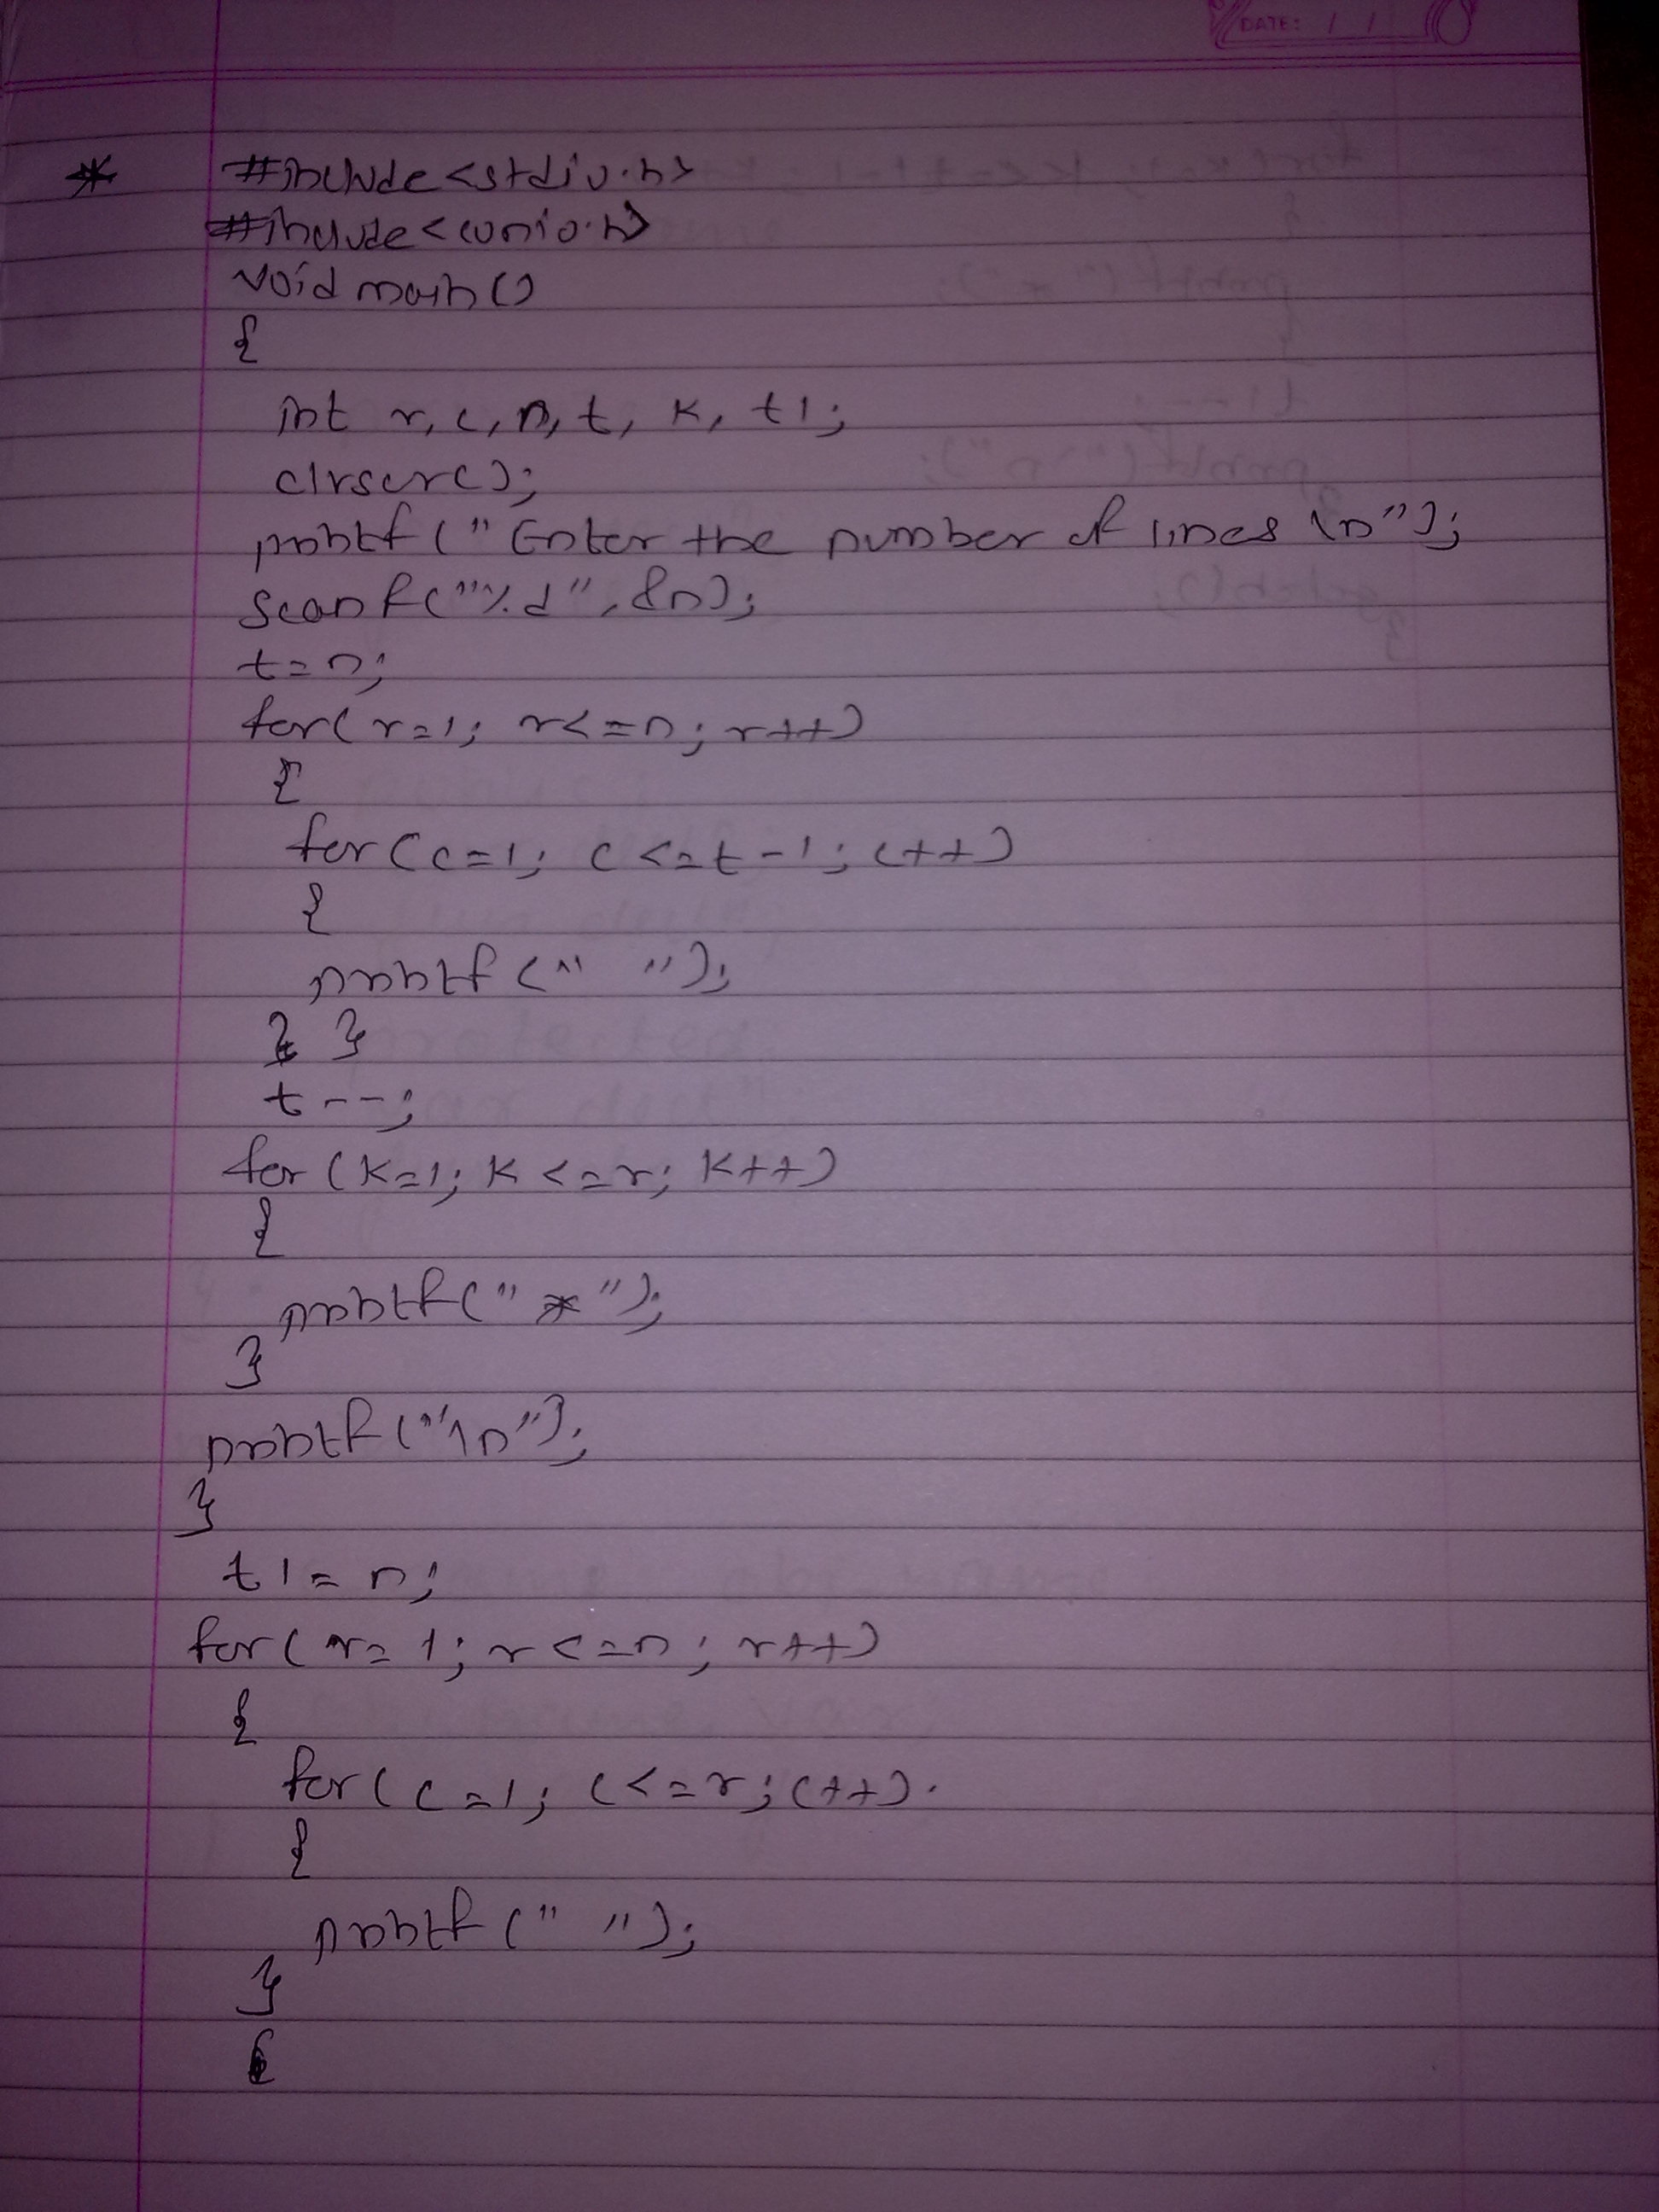 DATE: / /
* #include<stdio.h>
#include<conio.h>
void main()
{
int r, c, n, t, k, t1;
clrscr();
printf("Enter the number of lines \n");
scanf("%d", &n);
t=n;
for(r=1; r<=n; r++)
{
for(c=1; c<=t-1; c++)
{
printf(" ");
} }
t--;
for(k=1; k<=r; k++)
{
printf("*");
}
printf("\n");
}
t1=n;
for(r=1; r<=n; r++)
{
for(c=1; c<=r; c++).
{
printf(" ");
}